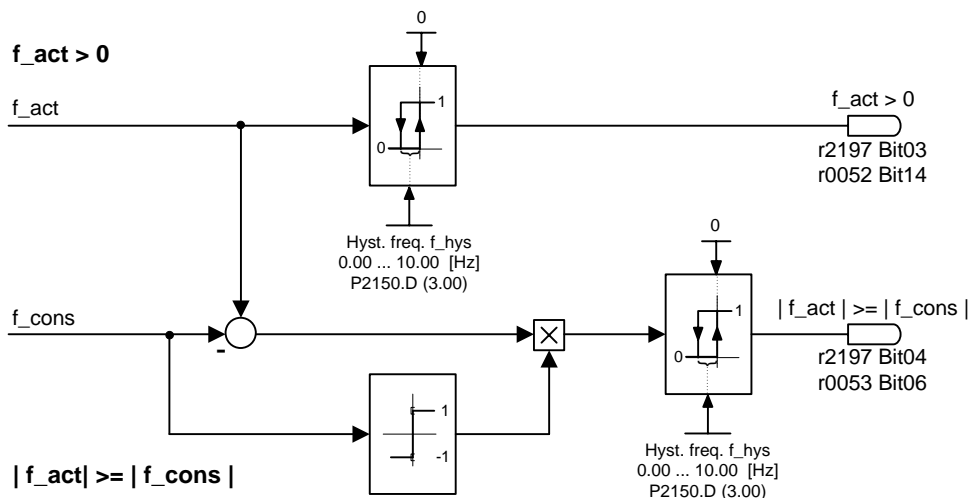 0
f_act > 0
f_act
1
0
f_act > 0
r2197 Bit03
r0052 Bit14
Hyst. freq. f_hys
0.00 ... 10.00 [Hz]
P2150.D (3.00)
0
f_cons
-
1
0
| f_act | >= | f_cons |
r2197 Bit04
r0053 Bit06
1
-1
Hyst. freq. f_hys
0.00 ... 10.00 [Hz]
P2150.D (3.00)
| f_act| >= | f_cons |